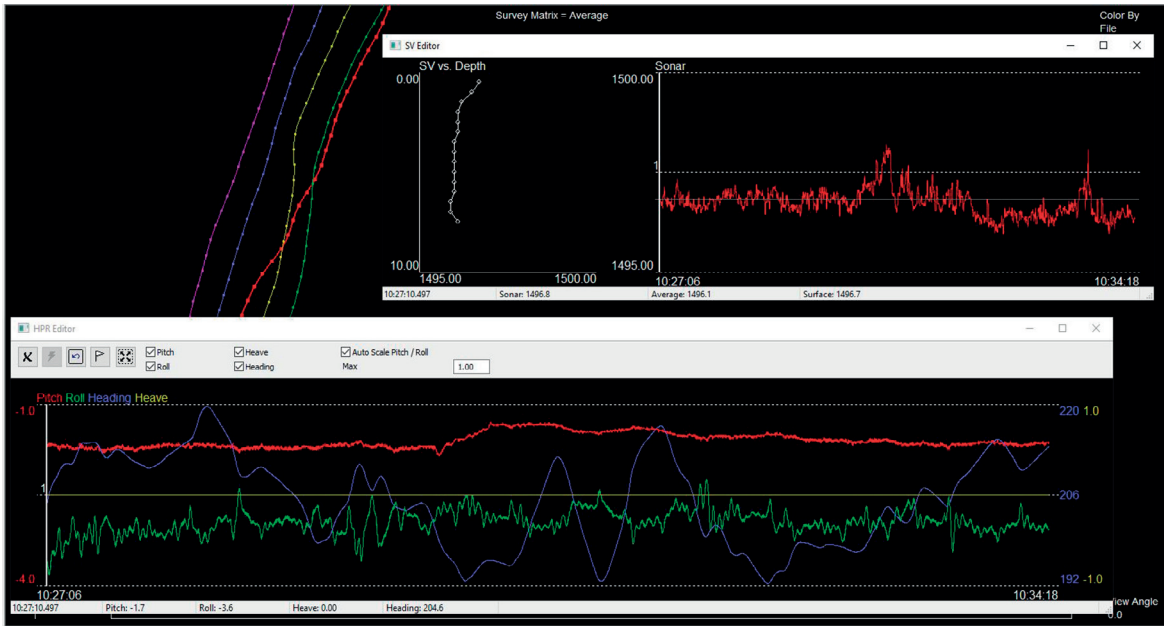 Survey Matrix = Average
Color By
File
SV Editor
SV vs. Depth
Sonar
0.00
1500.00
1
10.00
1495.00
1495.00
1500.00
10:27:06
10:34:18
10:27:10.497
Sonar: 1496.8
Average: 1496.1
Surface: 1496.7
HPR Editor
Pitch
Heave
Auto Scale Pitch / Roll
Roll
Heading
Max
1.00
Pitch Roll Heading Heave
-1.0
220 1.0
1
206
-4.0
192 -1.0
10:27:06
10:34:18
10:27:10.497
Pitch: -1.7
Roll: -3.6
Heave: 0.00
Heading: 204.6
View Angle
0.0